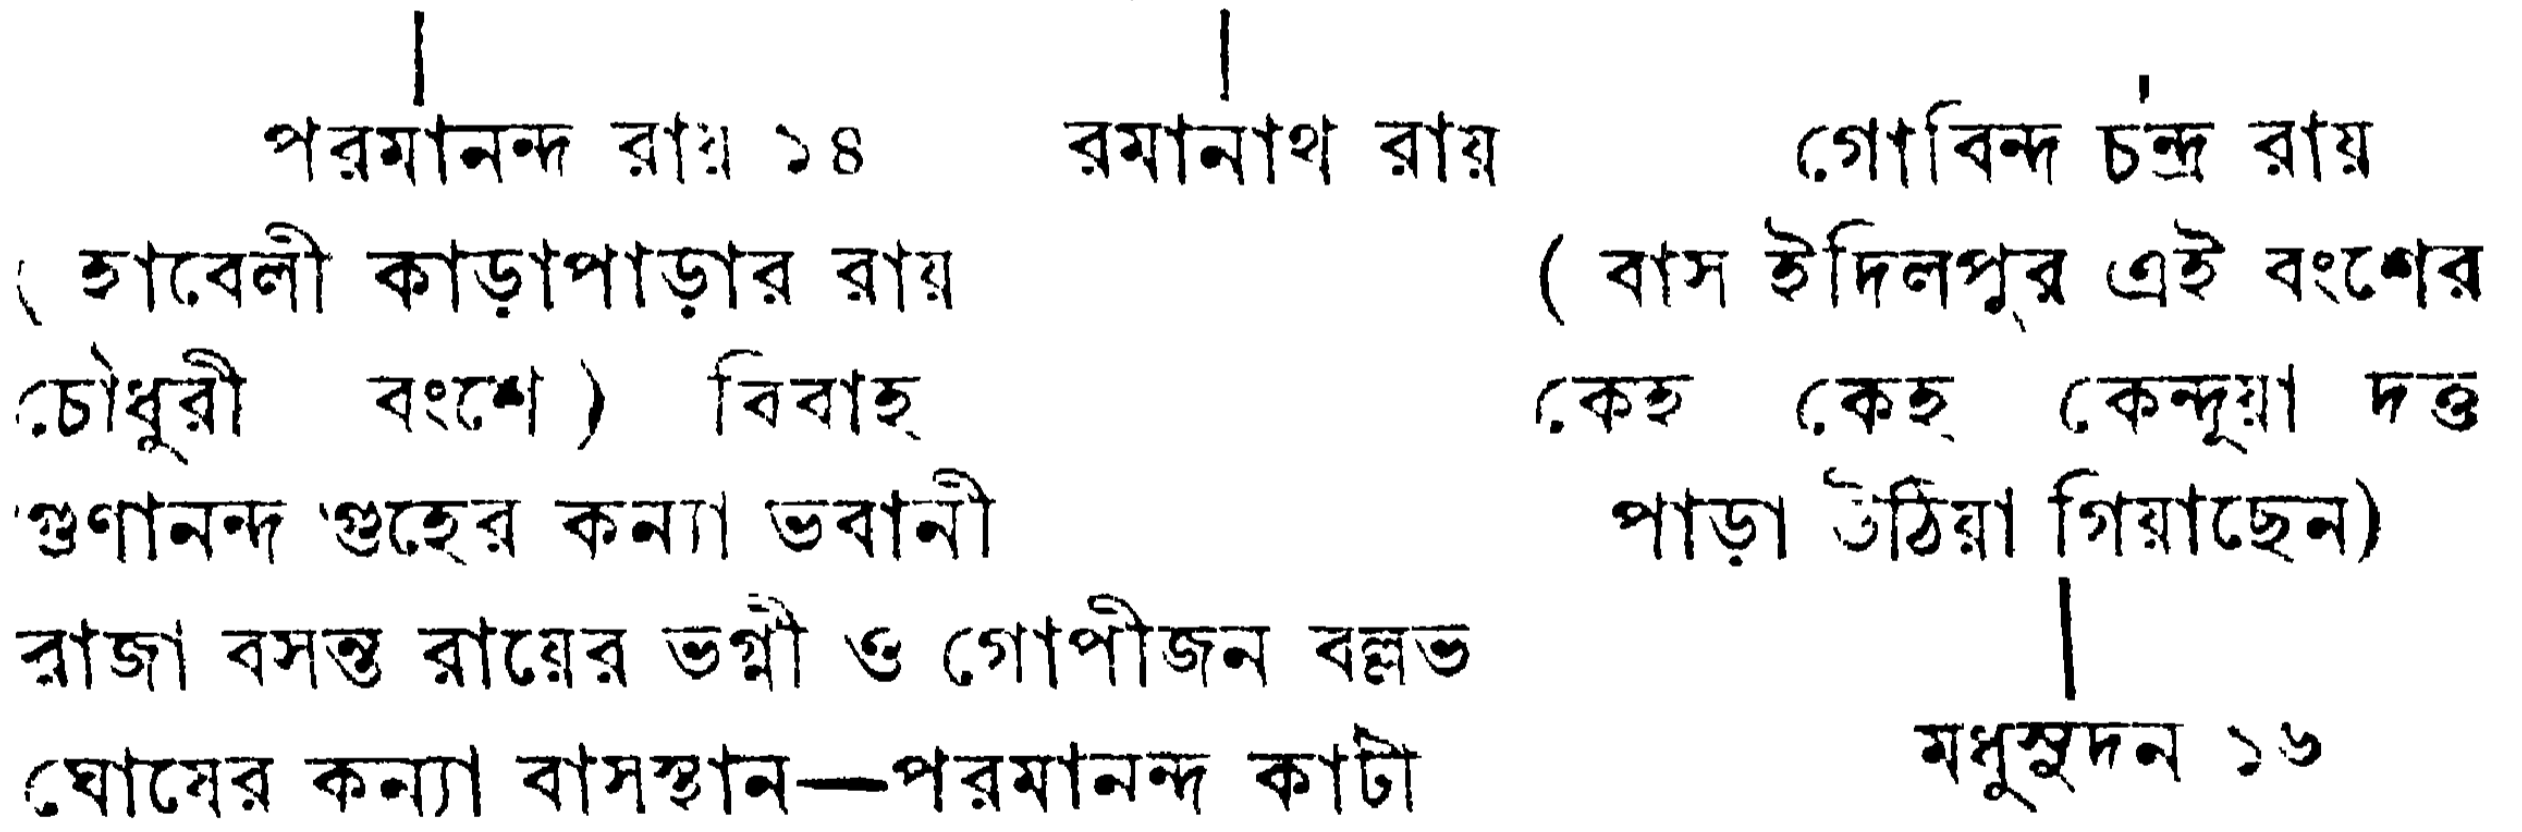 পরমানন্দ রায় ১৪ রমানাথ রায় গোবিন্দ চন্দ্র রায়
( হাবেলী কাড়াপাড়ার রায় ( বাস ইদিলপুর এই বংশের
চৌধুরী বংশে ) বিবাহ কেহ কেহ কেন্দুয়া দত্ত
গুণানন্দ গুহের কন্যা ভবানী পাড়া উঠিয়া গিয়াছেন)
রাজা বসন্ত রায়ের ভগ্নী ও গোপীজন বল্লভ
ঘোষের কন্যা বাসস্থান—পরমানন্দ কাটী মধুসূদন ১৬